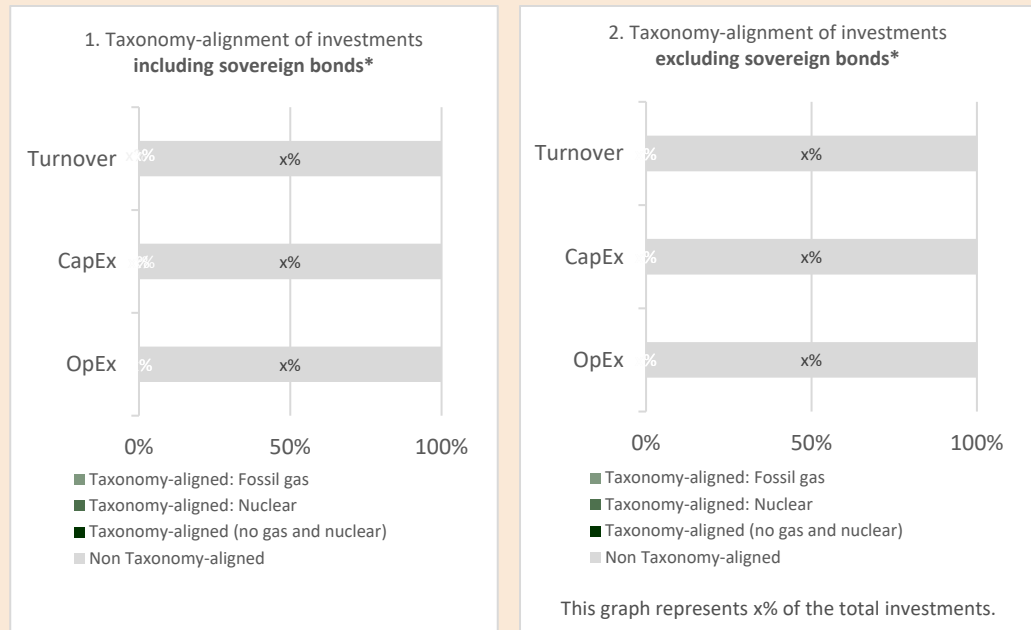 1. Taxonomy-alignment of investments
including sovereign bonds*
Turnover
x%
CapEx
x%
OpEx
%
x%
0% 50% 100%
Taxonomy-aligned: Fossil gas
Taxonomy-aligned: Nuclear
Taxonomy-aligned (no gas and nuclear)
Non Taxonomy-aligned
2. Taxonomy-alignment of investments
excluding sovereign bonds*
Turnover
%
x%
CapEx
%
x%
OpEx
%
x%
0% 50% 100%
Taxonomy-aligned: Fossil gas
Taxonomy-aligned: Nuclear
Taxonomy-aligned (no gas and nuclear)
Non Taxonomy-aligned
This graph represents x% of the total investments.